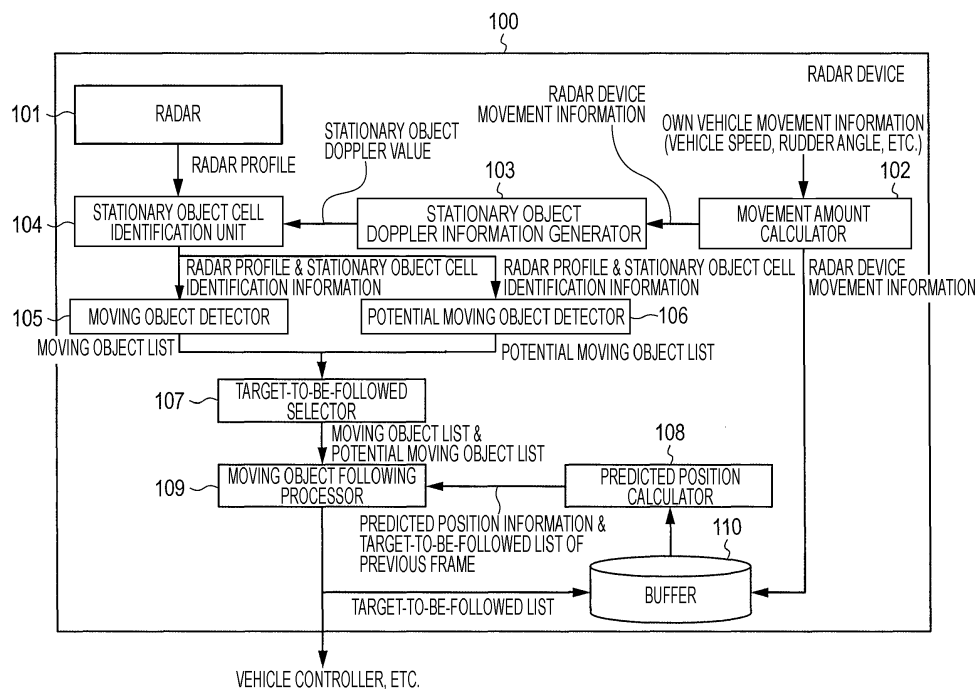 100
RADAR DEVICE
101
RADAR
RADAR PROFILE
STATIONARY OBJECT
DOPPLER VALUE
RADAR DEVICE
MOVEMENT INFORMATION
OWN VEHICLE MOVEMENT INFORMATION
(VEHICLE SPEED, RUDDER ANGLE, ETC.)
102
103
104
STATIONARY OBJECT CELL
IDENTIFICATION UNIT
STATIONARY OBJECT
DOPPLER INFORMATION GENERATOR
MOVEMENT AMOUNT
CALCULATOR
RADAR PROFILE & STATIONARY OBJECT CELL
IDENTIFICATION INFORMATION
RADAR PROFILE & STATIONARY OBJECT CELL
IDENTIFICATION INFORMATION
RADAR DEVICE
MOVEMENT INFORMATION
105
MOVING OBJECT DETECTOR
POTENTIAL MOVING OBJECT DETECTOR
106
MOVING OBJECT LIST
POTENTIAL MOVING OBJECT LIST
107
TARGET-TO-BE-FOLLOWED
SELECTOR
MOVING OBJECT LIST &
POTENTIAL MOVING OBJECT LIST
108
109
MOVING OBJECT FOLLOWING
PROCESSOR
PREDICTED POSITION
CALCULATOR
PREDICTED POSITION INFORMATION &
TARGET-TO-BE-FOLLOWED LIST OF
PREVIOUS FRAME
110
BUFFER
TARGET-TO-BE-FOLLOWED LIST
VEHICLE CONTROLLER, ETC.